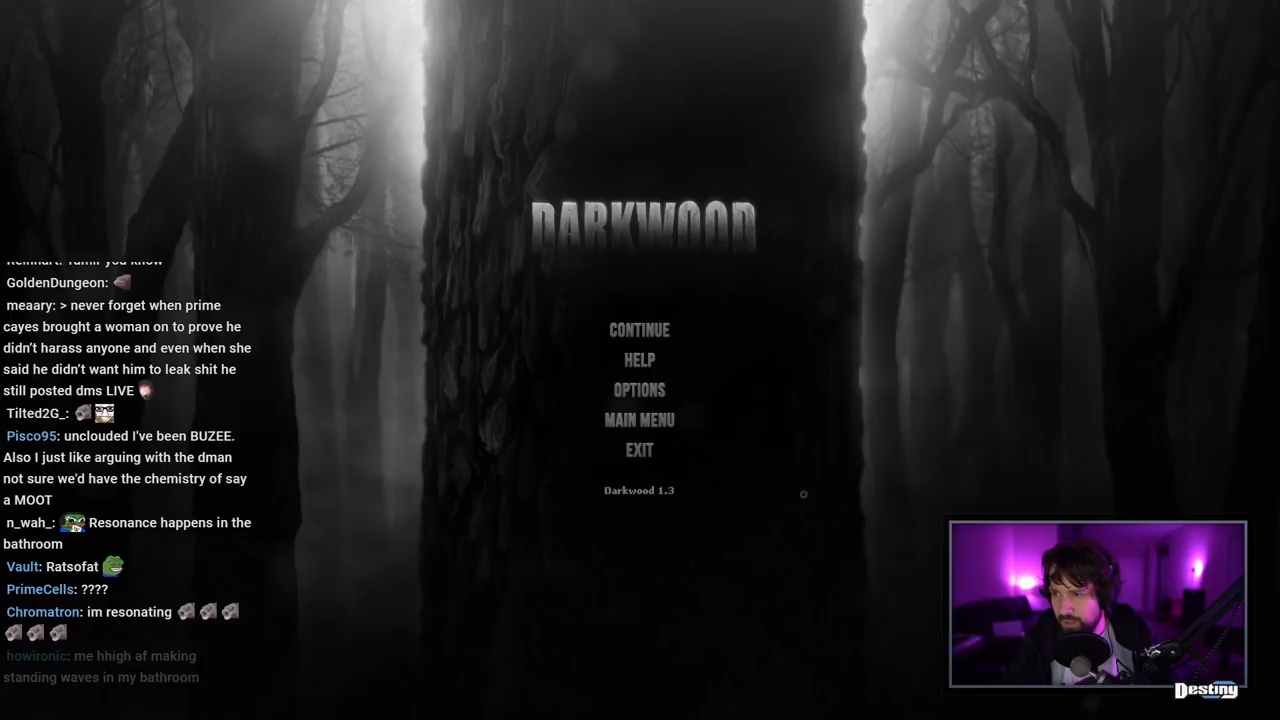 DARKWOOD
CONTINUE
HELP
OPTIONS
MAIN MENU
EXIT
Darkwood 1.3
GoldenDungeon:
meaary: > never forget when prime
cayes brought a woman on to prove he
didn’t harass anyone and even when she
said he didn’t want him to leak shit he
still posted dms LIVE
Tilted2G_:
Pisco95: unclouded I've been BUZEE.
Also I just like arguing with the dman
not sure we'd have the chemistry of say
a MOOT
n_wah_: Resonance happens in the
bathroom
Vault: Ratsofat
PrimeCells: ????
Chromatron: im resonating
howironic: me hhigh af making
standing waves in my bathroom
Destiny